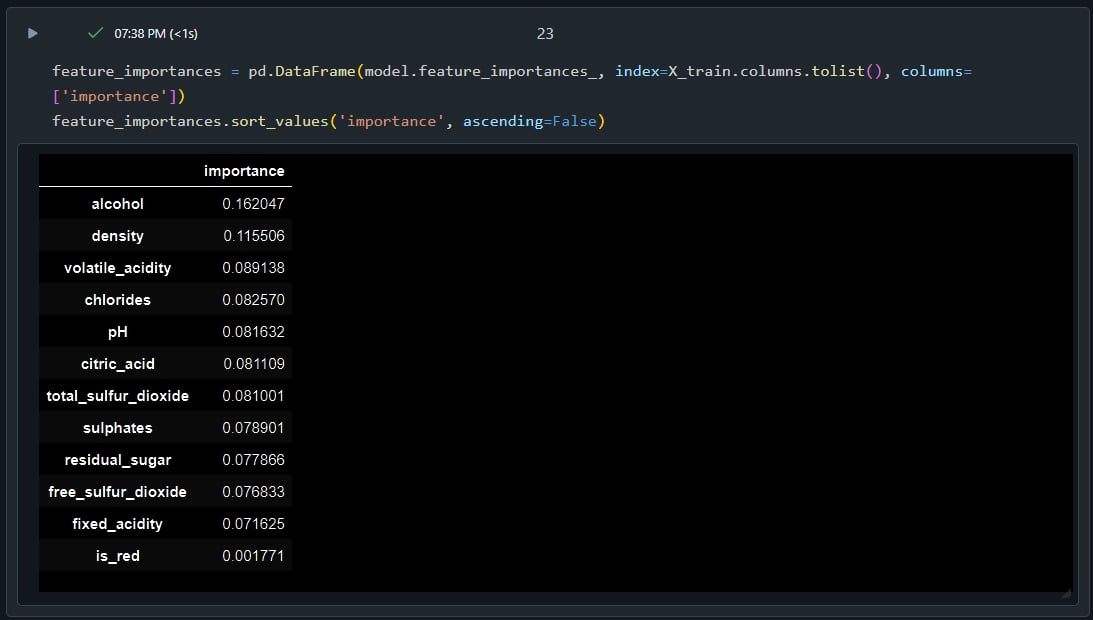 07:38 PM (<1s)
23
feature_importances = pd.DataFrame(model.feature_importances_, index=X_train.columns.tolist(), columns=
['importance'])
feature_importances.sort_values('importance', ascending=False)
importance
alcohol 0.162047
density 0.115506
volatile_acidity 0.089138
chlorides 0.082570
pH 0.081632
citric_acid 0.081109
total_sulfur_dioxide 0.081001
sulphates 0.078901
residual_sugar 0.077866
free_sulfur_dioxide 0.076833
fixed_acidity 0.071625
is_red 0.001771